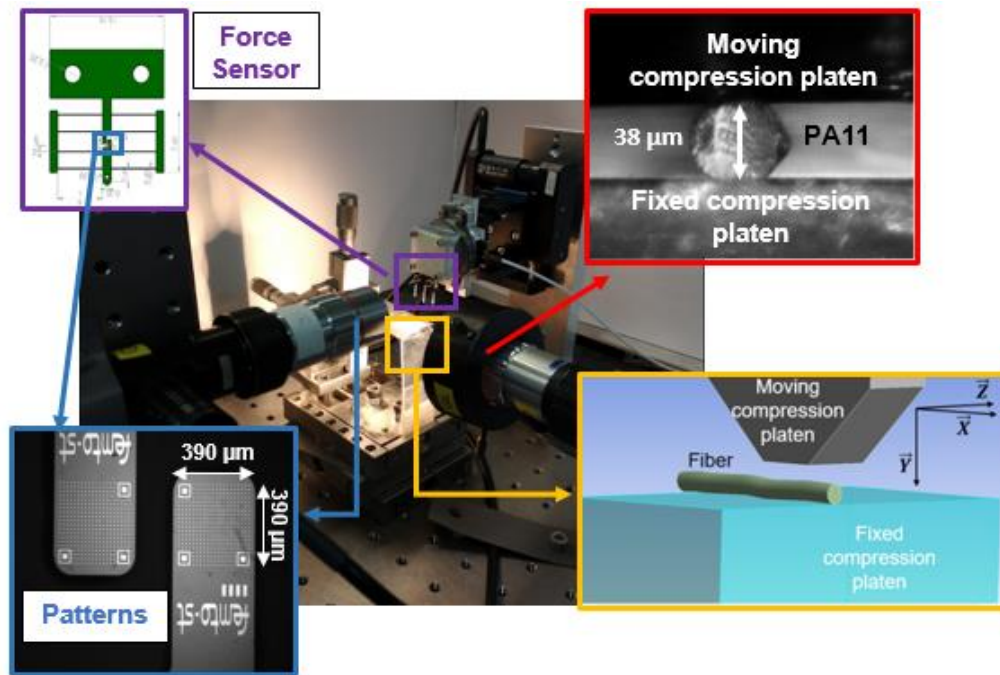 Force
Sensor
Moving
compression platen
38 µm
PA11
Fixed compression
platen
Moving
compression
platen
Z
X
Y
Fiber
Fixed
compression
platen
390 µm
390 µm
femto-st
femto-st
Patterns